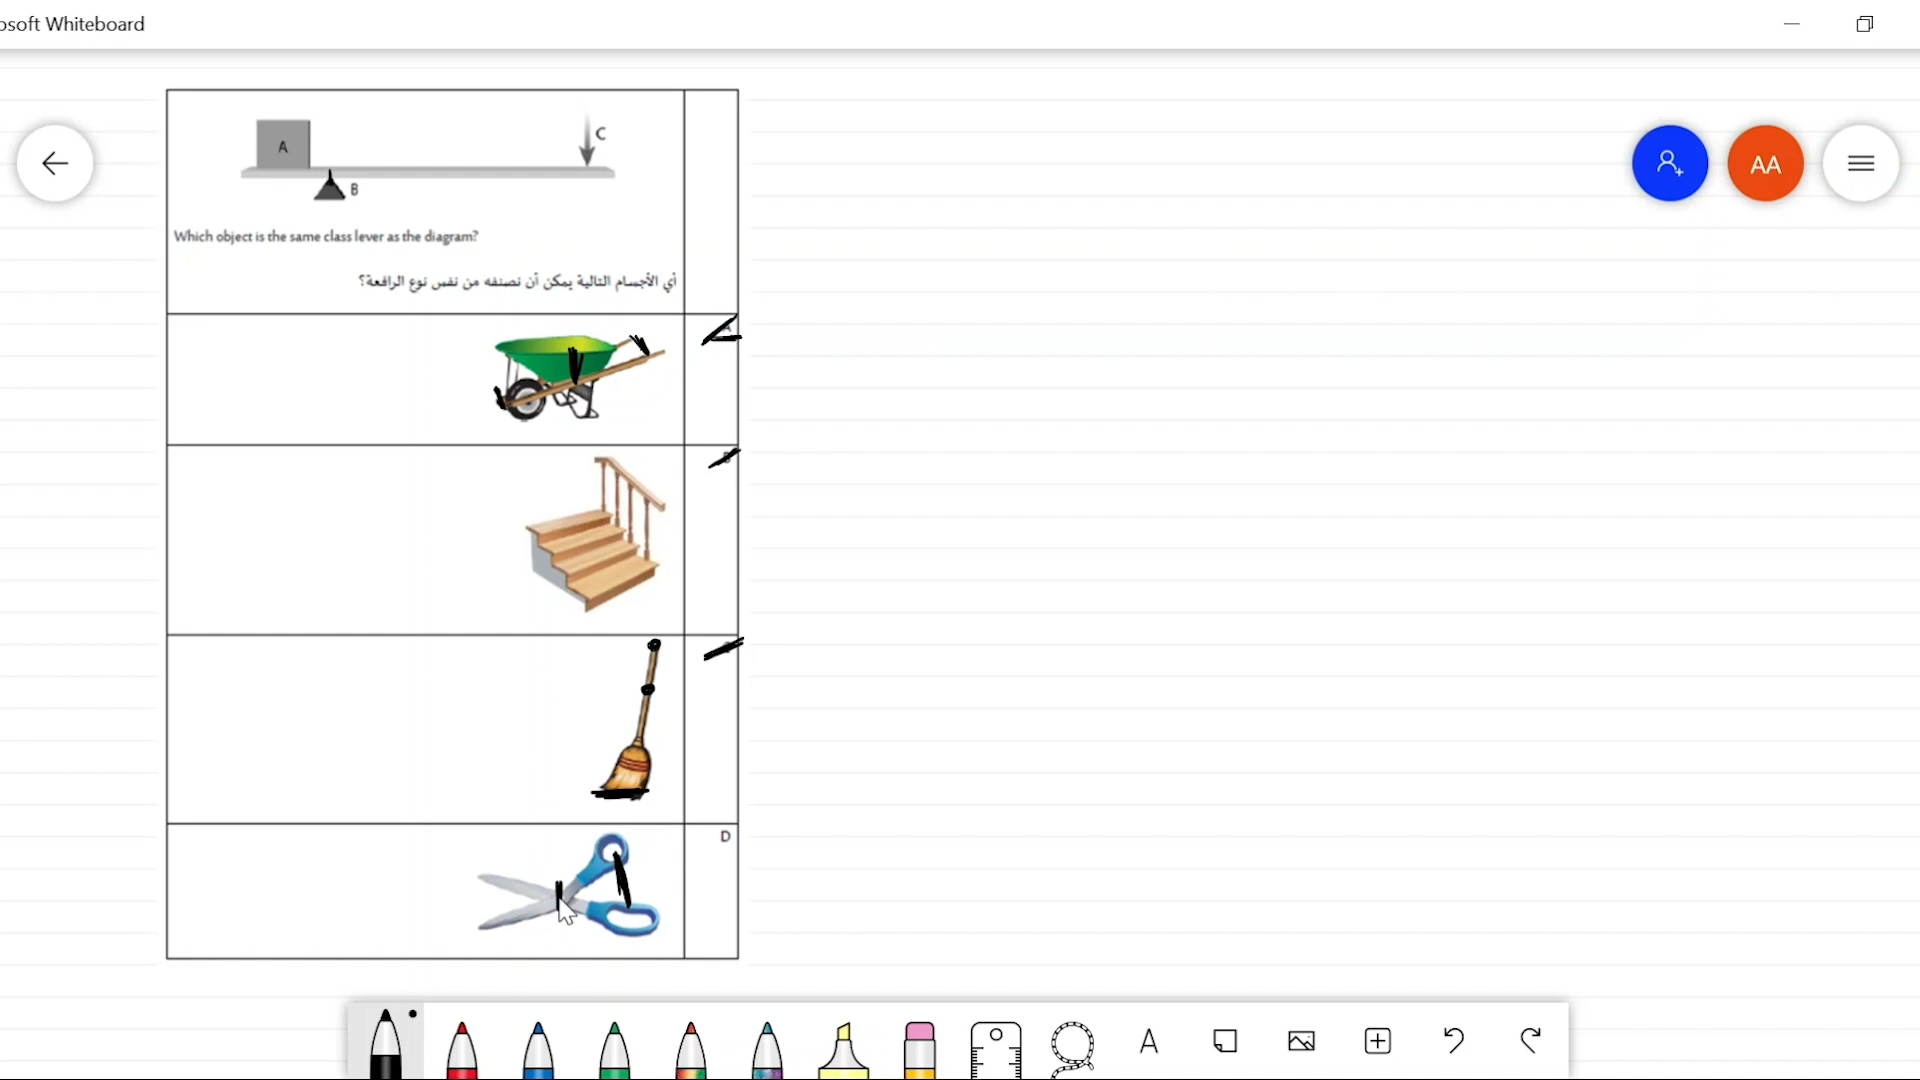 osoft Whiteboard
A
C
B
Which object is the same class lever as the diagram?
أي الأجسام التالية يمكن أن نصنفه من نفس نوع الرافعة؟
AA
D
A